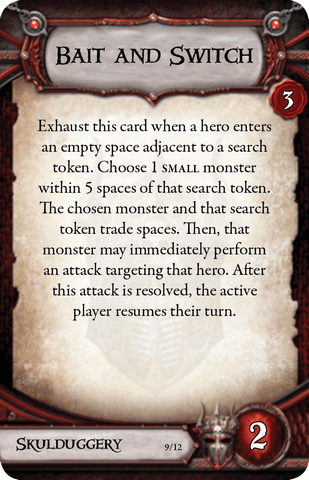 Bait and Switch
3
Exhaust this card when a hero enters
an empty space adjacent to a search
token. Choose 1 small monster
within 5 spaces of that search token.
The chosen monster and that search
token trade spaces. Then, that
monster may immediately perform
an attack targeting that hero. After
this attack is resolved, the active
player resumes their turn.
Skulduggery
9/12
2